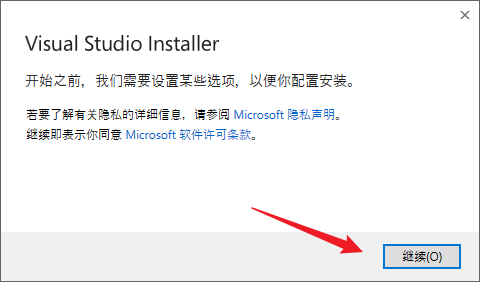 Visual Studio Installer
开始之前，我们需要设置某些选项，以便你配置安装。
若要了解有关隐私的详细信息，请参阅 Microsoft 隐私声明。
继续即表示你同意 Microsoft 软件许可条款。
继续(O)